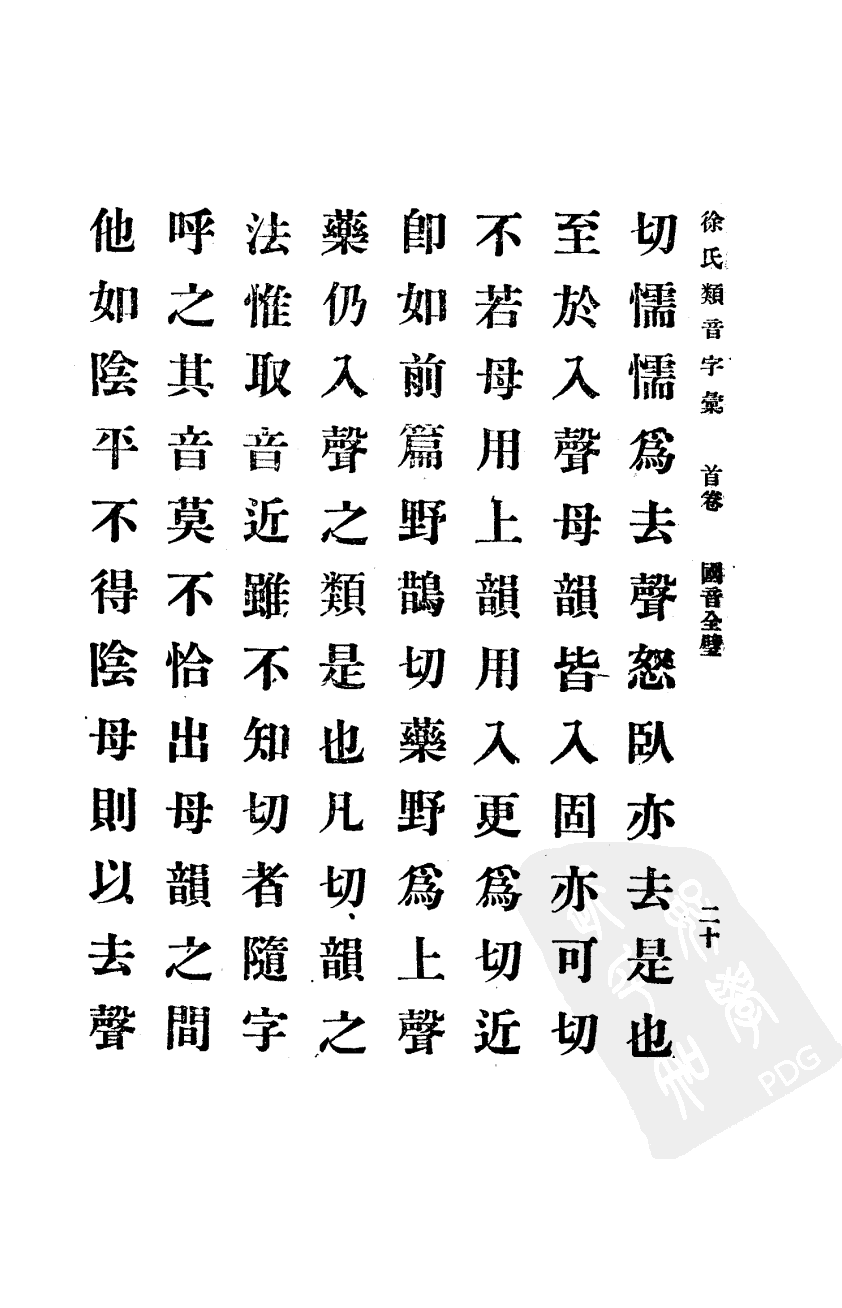 徐氏類音字彙　首卷　國音全璧　二十
切懦懦爲去聲怒臥亦去是也
至於入聲母韻皆入固亦可切
不若母用上韻用入更爲切近
卽如前篇野鵲切藥野爲上聲
藥仍入聲之類是也凡切韻之
法惟取音近雖不知切者隨字
呼之其音莫不恰出母韻之間
他如陰平不得陰母則以去聲
PDG